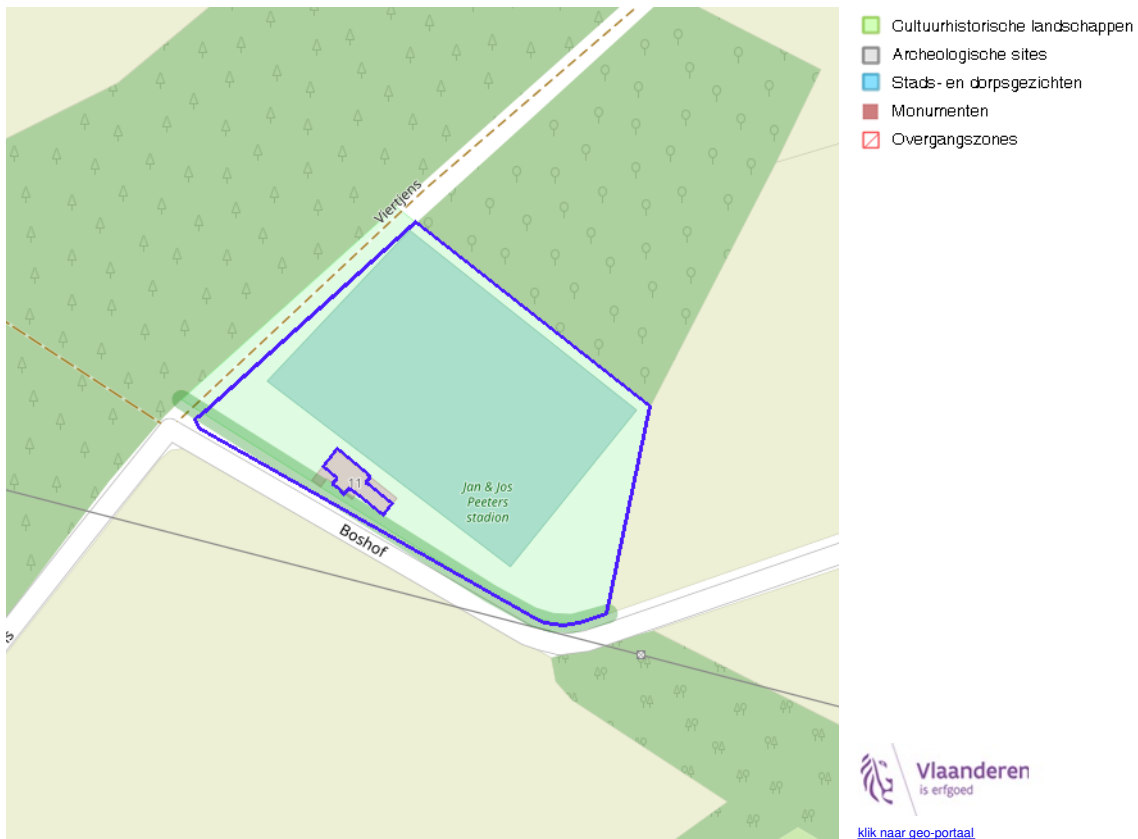 Viertjens
11
Jan & Jos
Peeters
stadion
Boshof
s
Cultuurhistorische landschappen
Archeologische sites
Stads- en dorpsgezichten
Monumenten
Overgangszones
Vlaanderen
is erfgoed
klik naar geo-portaal